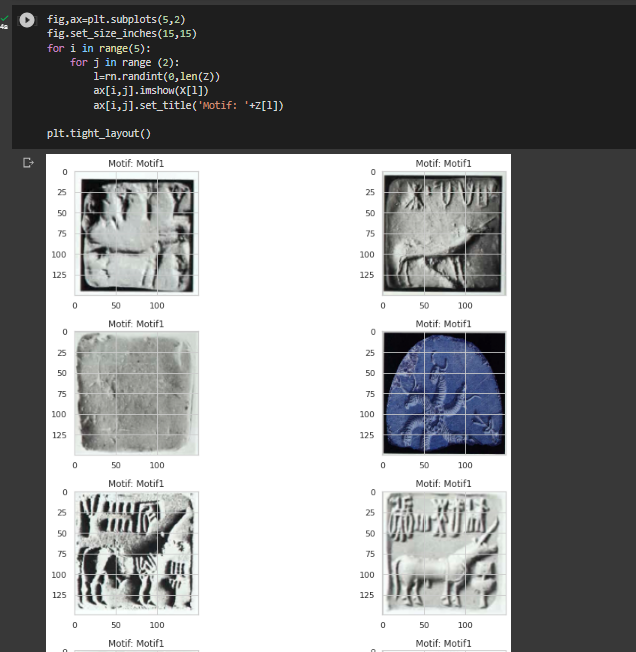 4s
fig,ax=plt.subplots(5,2)
fig.set_size_inches(15,15)
for i in range(5):
    for j in range (2):
        l=rn.randint(0,len(Z))
        ax[i,j].imshow(X[l])
        ax[i,j].set_title('Motif: '+Z[l])
plt.tight_layout()
Motif: Motif1 Motif: Motif1
0 0
25 25
50 50
75 75
100 100
125 125
0 50 100 0 50 100
Motif: Motif1 Motif: Motif1
0 0
25 25
50 50
75 75
100 100
125 125
0 50 100 0 50 100
Motif: Motif1 Motif: Motif1
0 0
25 25
50 50
75 75
100 100
125 125
0 50 100 0 50 100
Motif: Motif1 Motif: Motif1